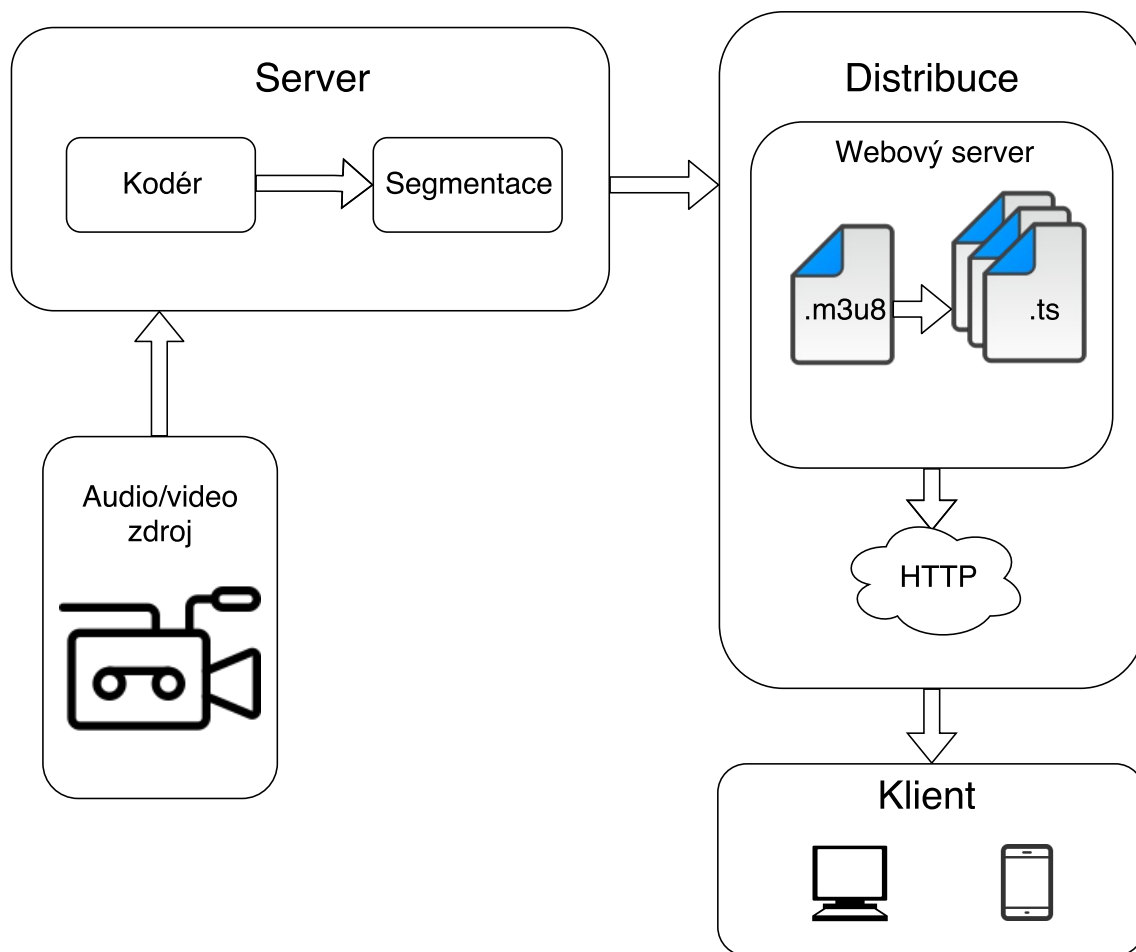 Server
Kodér
Segmentace
Audio/video
zdroj
Distribuce
Webový server
.m3u8
.ts
HTTP
Klient